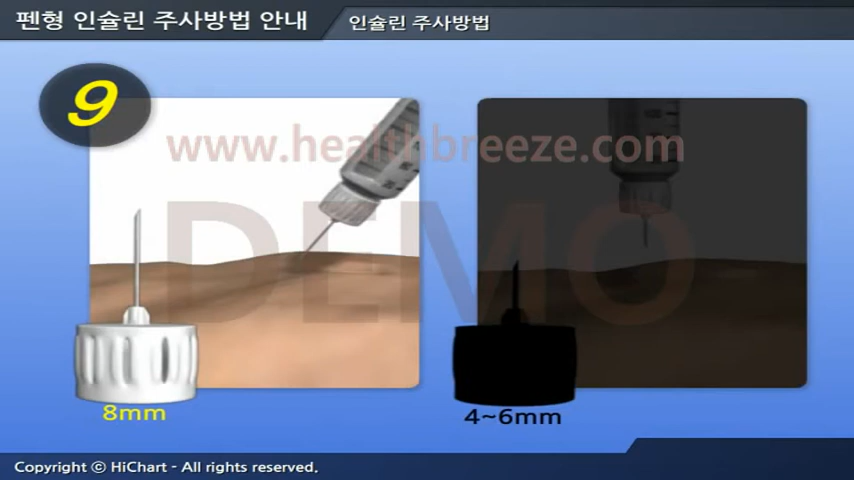 펜형 인슐린 주사방법 안내
인슐린 주사방법
9
www.healthbreeze.com
DEMO
8mm
4~6mm
Copyright ⓒ HiChart - All rights reserved.